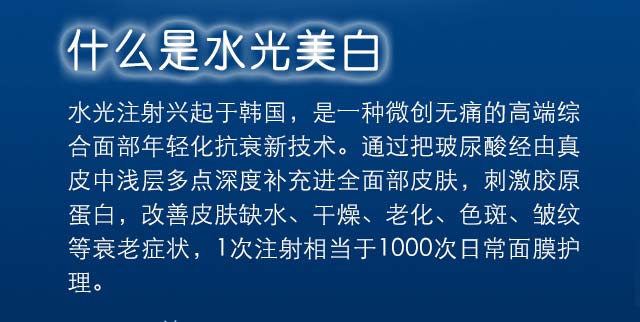 什么是水光美白
水光注射兴起于韩国，是一种微创无痛的高端综
合面部年轻化抗衰新技术。通过把玻尿酸经由真
皮中浅层多点深度补充进全面部皮肤，刺激胶原
蛋白，改善皮肤缺水、干燥、老化、色斑、皱纹
等衰老症状，1次注射相当于1000次日常面膜护
理。